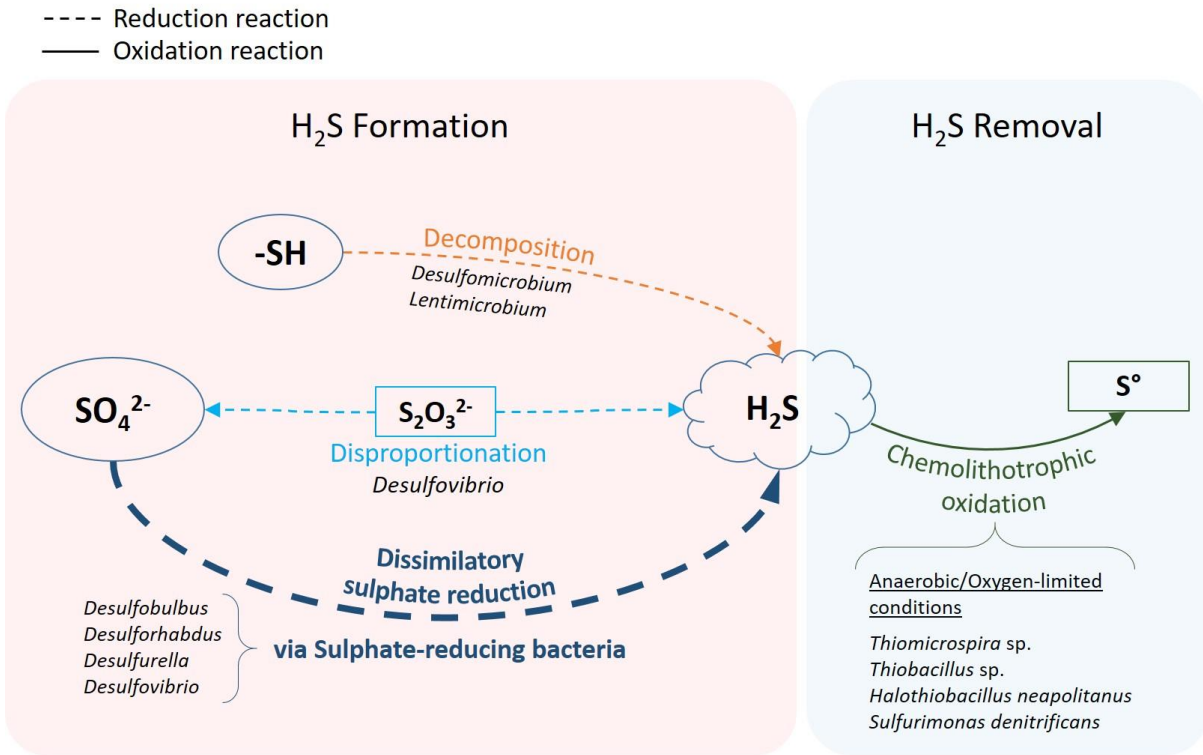 Reduction reaction
Oxidation reaction
H₂S Formation
H₂S Removal
-SH
Decomposition
Desulfomicrobium
Lentimicrobium
SO₄²⁻
S₂O₃²⁻
H₂S
S°
Disproportionation
Desulfovibrio
Chemolithotrophic
oxidation
Dissimilatory
sulphate reduction
Desulfobulbus
Desulforhabdus
Desulfurella
Desulfovibrio
via Sulphate-reducing bacteria
Anaerobic/Oxygen-limited
conditions
Thiomicrospira sp.
Thiobacillus sp.
Halothiobacillus neapolitanus
Sulfurimonas denitrificans